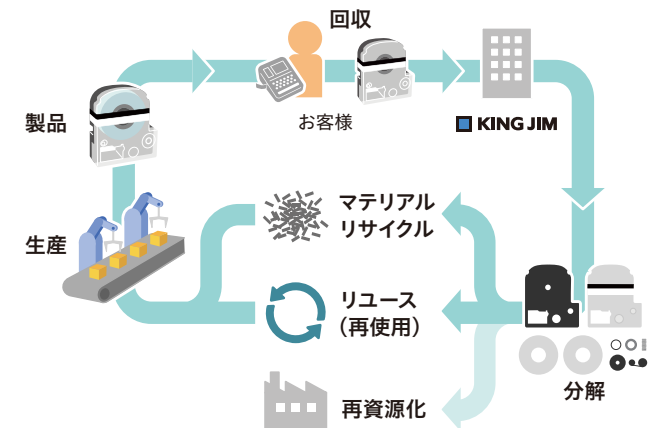 回収
製品
お客様
KING JIM
マテリアル
リサイクル
生産
リユース
（再使用）
分解
再資源化